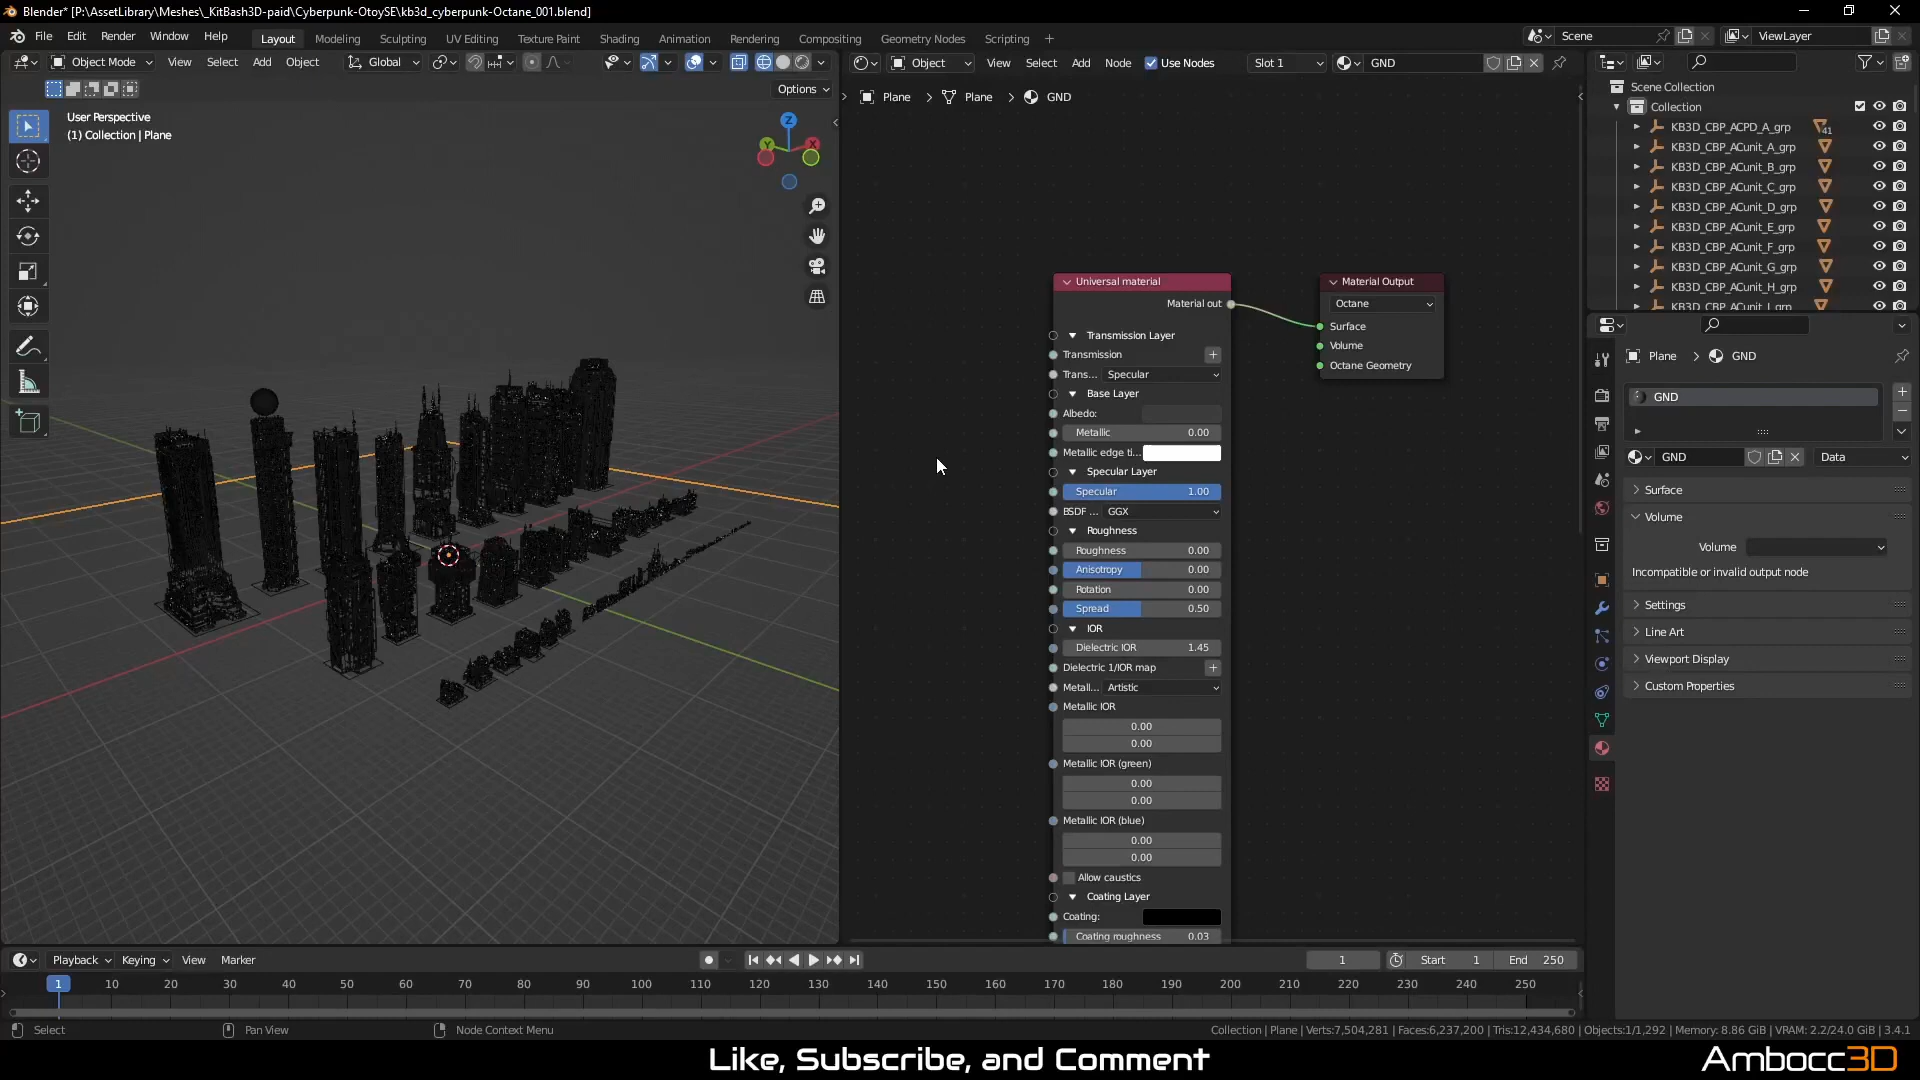 Blender* [P:\AssetLibrary\Meshes\_KitBash3D-paid\Cyberpunk-OtoySE\kb3d_cyberpunk-Octane_001.blend]
File Edit Render Window Help Layout Modeling Sculpting UV Editing Texture Paint Shading Animation Rendering Compositing Geometry Nodes Scripting + Scene ViewLayer
Object Mode View Select Add Object Global Object View Select Add Node Use Nodes Slot 1 GND
Options
Plane > Plane > GND
User Perspective
(1) Collection | Plane
Z
Y
X
Universal material
Material out
Transmission Layer
Transmission
Trans... Specular
Base Layer
Albedo:
Metallic 0.00
Metallic edge ti...
Specular Layer
Specular 1.00
BSDF ... GGX
Roughness
Roughness 0.00
Anisotropy 0.00
Rotation 0.00
Spread 0.50
IOR
Dielectric IOR 1.45
Dielectric 1/IOR map
Metall... Artistic
Metallic IOR
0.00
0.00
Metallic IOR (green)
0.00
0.00
Metallic IOR (blue)
0.00
0.00
Allow caustics
Coating Layer
Coating:
Coating roughness 0.03
Material Output
Octane
Surface
Volume
Octane Geometry
Scene Collection
Collection
KB3D_CBP_ACPD_A_grp 41
KB3D_CBP_ACunit_A_grp
KB3D_CBP_ACunit_B_grp
KB3D_CBP_ACunit_C_grp
KB3D_CBP_ACunit_D_grp
KB3D_CBP_ACunit_E_grp
KB3D_CBP_ACunit_F_grp
KB3D_CBP_ACunit_G_grp
KB3D_CBP_ACunit_H_grp
KB3D_CBP_ACunit_I_grp
Plane > GND
GND
GND Data
Surface
Volume
Volume
Incompatible or invalid output node
Settings
Line Art
Viewport Display
Custom Properties
Playback Keying View Marker 1 Start 1 End 250
1 10 20 30 40 50 60 70 80 90 100 110 120 130 140 150 160 170 180 190 200 210 220 230 240 250
Select Pan View Node Context Menu Collection | Plane | Verts:7,504,281 | Faces:6,237,200 | Tris:12,434,680 | Objects:1/1,292 | Memory: 8.86 GiB | VRAM: 2.2/24.0 GiB | 3.4.1
Like, Subscribe, and Comment
Ambocc3D